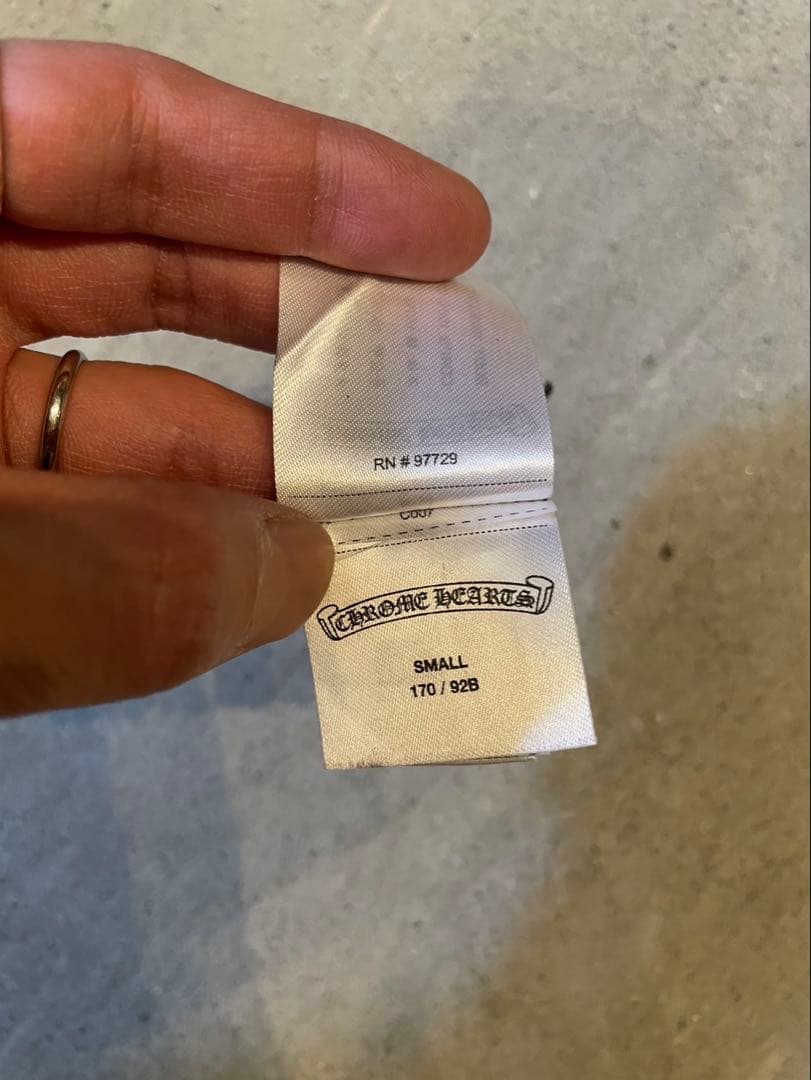 RN # 97729
C007
CHROME HEARTS
SMALL
170 / 92B